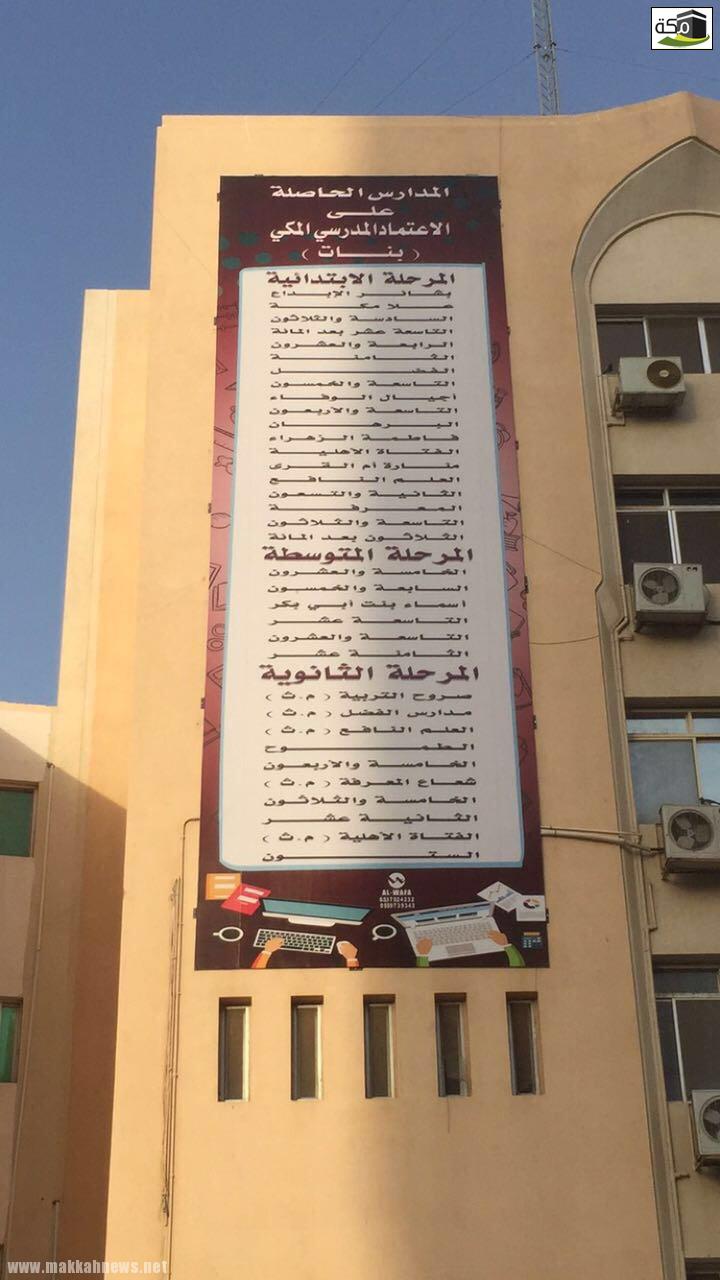 مكة
المدارس الحاصلة
على
الاعتماد المدرسي المكي
( بنات )
المرحلة الابتدائية
بشائر الإبداع
علا مكة
السادسة والثلاثون
التاسعة عشر بعد المائة
الرابعة والعشرون
الثامنة
الفضل
التاسعة والخمسون
أجيال الوفاء
التاسعة والاربعون
البرهان
فاطمة الزهراء
الفتاة الاهلية
منارة أم القرى
العلم النافع
الثانية والتسعون
المعرفة
التاسعة والثلاثون
الثلاثون بعد المائة
المرحلة المتوسطة
الخامسة والعشرون
السابعة والخمسون
أسماء بنت أبي بكر
التاسعة عشر
التاسعة والعشرون
الثامنة عشر
المرحلة الثانوية
صروح التربية ( م.ث )
مدارس الفضل ( م.ث )
العلم النافع ( م.ث )
الطموح
الخامسة والاربعون
شعاع المعرفة ( م.ث )
الخامسة والثلاثون
الثانية عشر
الفتاة الاهلية ( م.ث )
الستون
AL-WAFA
www.makkahnews.net